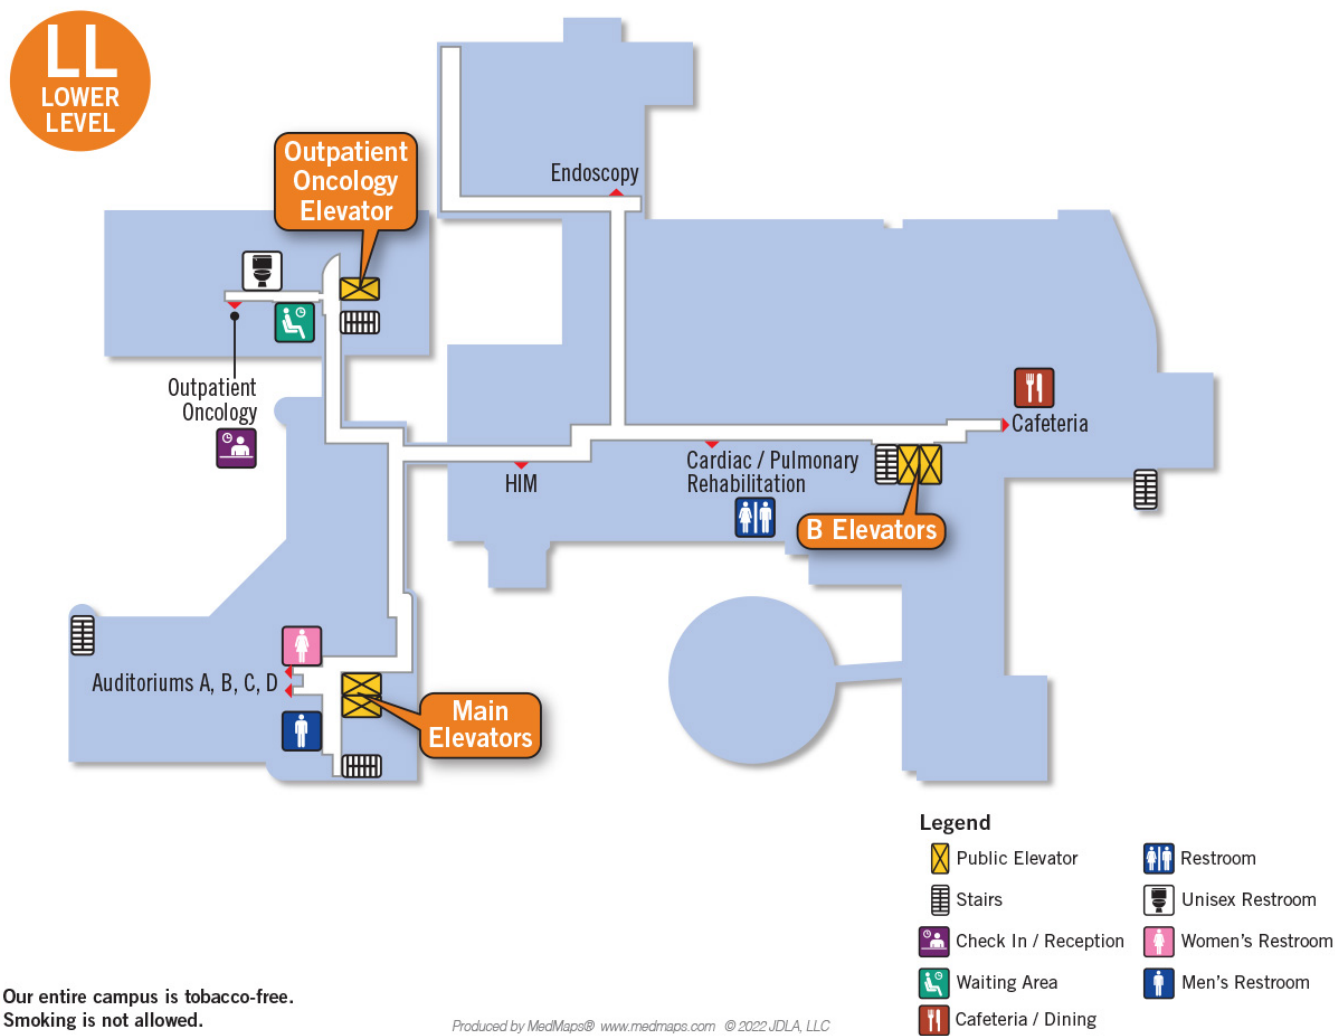 LL
LOWER
LEVEL
Outpatient
Oncology
Elevator
Endoscopy
Outpatient
Oncology
Cafeteria
HIM
Cardiac / Pulmonary
Rehabilitation
B Elevators
Auditoriums A, B, C, D
Main
Elevators
Legend
Public Elevator
Restroom
Stairs
Unisex Restroom
Check In / Reception
Women's Restroom
Waiting Area
Men's Restroom
Cafeteria / Dining
Our entire campus is tobacco-free.
Smoking is not allowed.
Produced by MedMaps® www.medmaps.com © 2022 JDLA, LLC